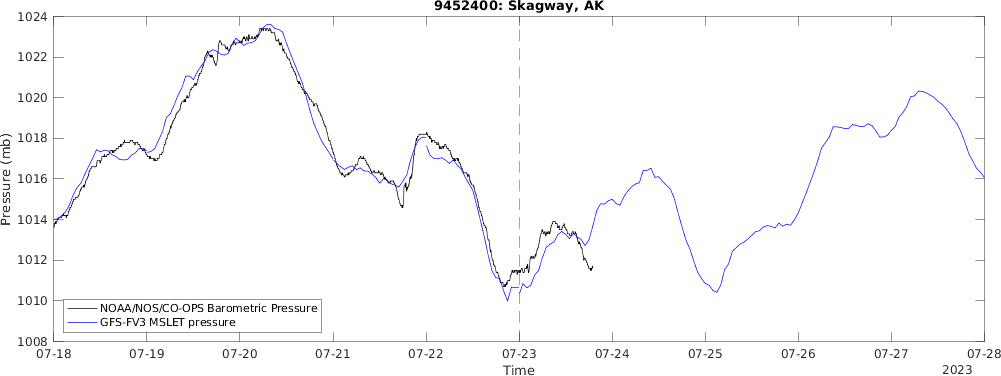 9452400: Skagway, AK
Pressure (mb)
1024
1022
1020
1018
1016
1014
1012
1010
1008
NOAA/NOS/CO-OPS Barometric Pressure
GFS-FV3 MSLET pressure
07-18 07-19 07-20 07-21 07-22 07-23 07-24 07-25 07-26 07-27 07-28
Time
2023